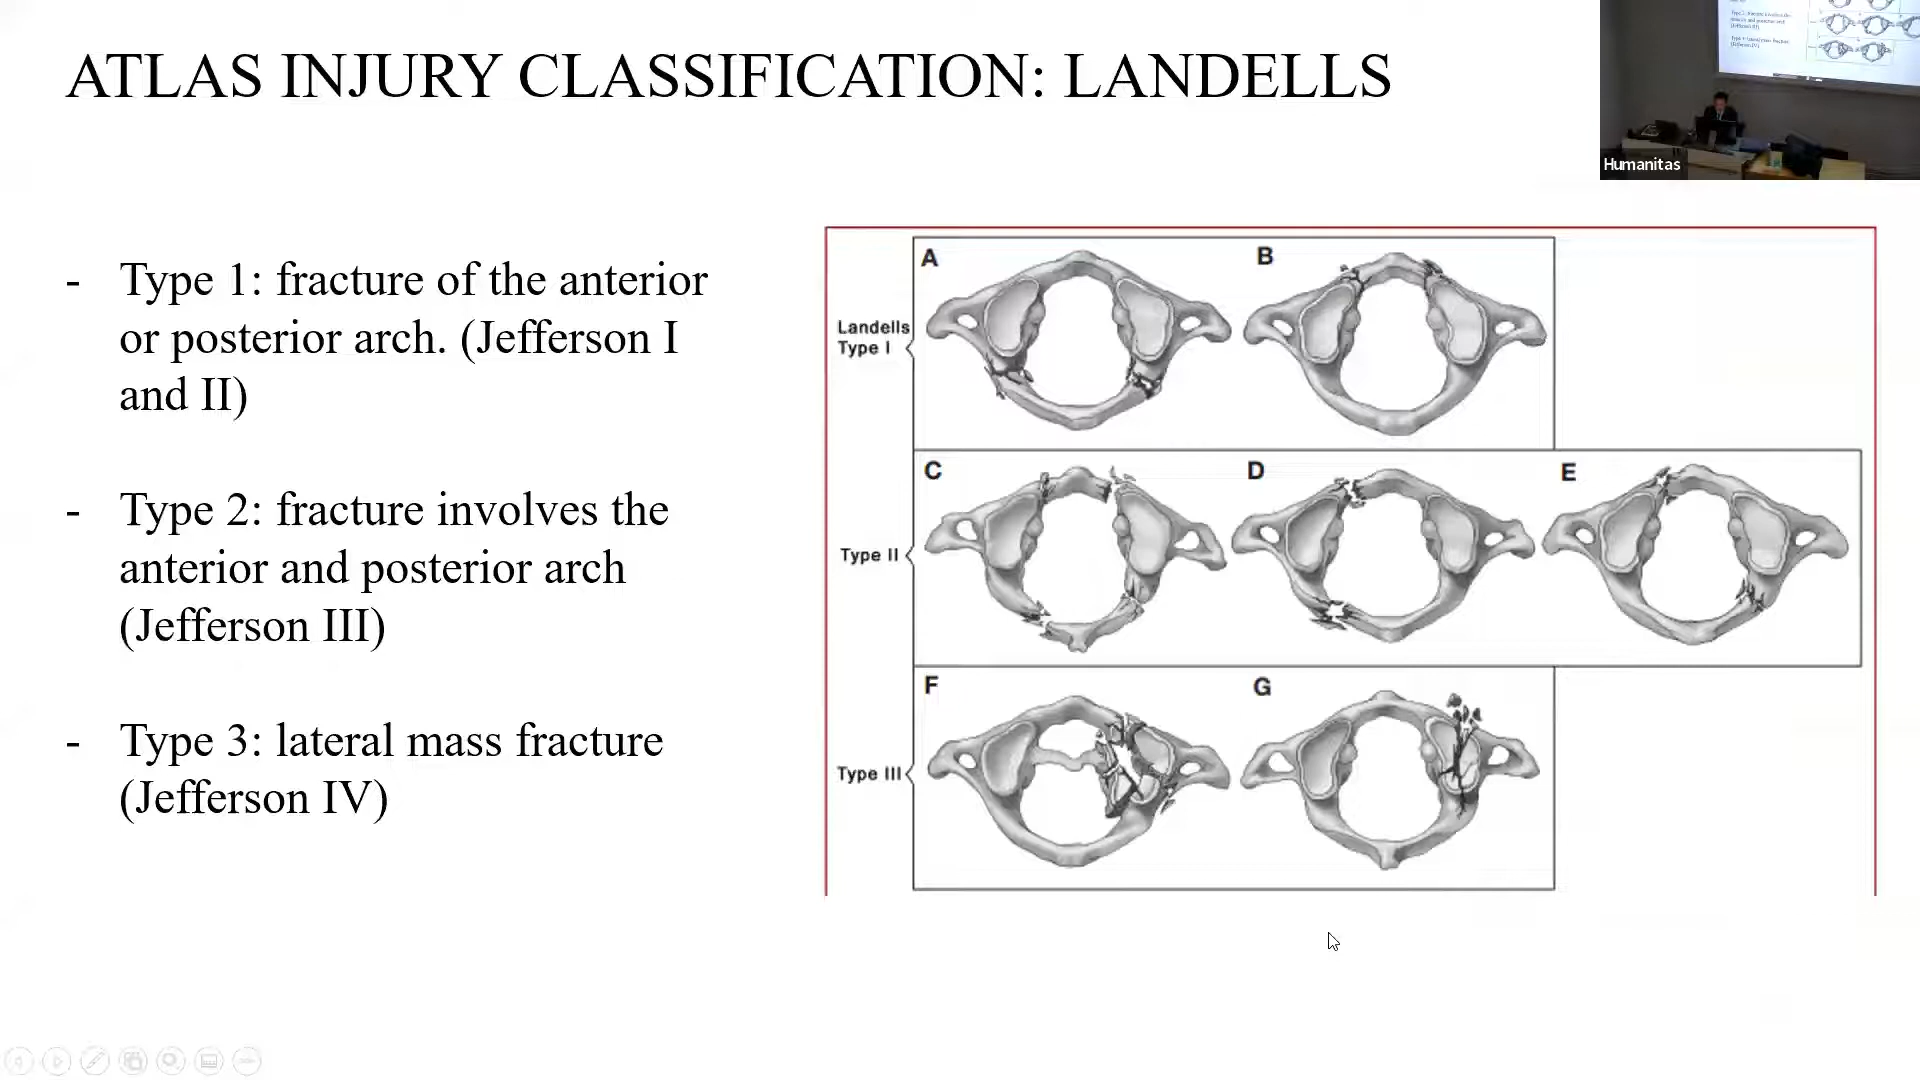 ATLAS INJURY CLASSIFICATION: LANDELLS
Humanitas
- Type 1: fracture of the anterior
or posterior arch. (Jefferson I
and II)
- Type 2: fracture involves the
anterior and posterior arch
(Jefferson III)
- Type 3: lateral mass fracture
(Jefferson IV)
A
B
Landells
Type I
C
D
E
Type II
F
G
Type III